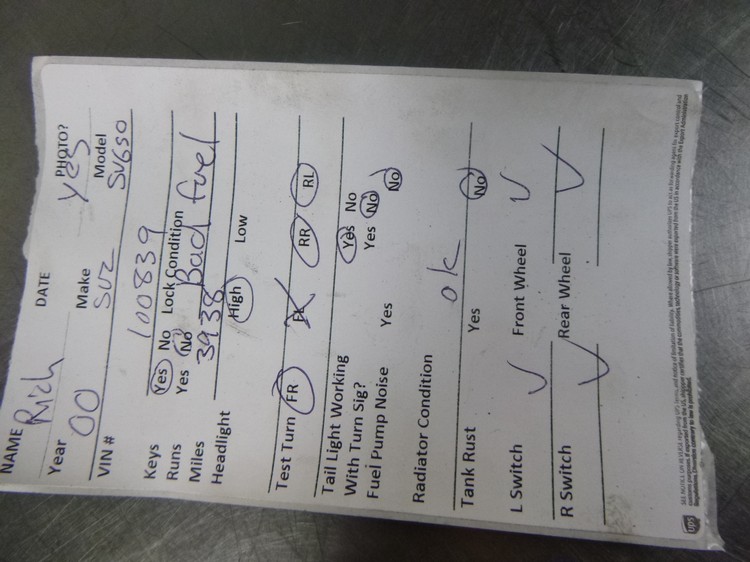 NAME Rich DATE PHOTO? yes
Year 00 Make SUZ Model SV650
VIN # 100839
Keys Yes No Lock Condition
Runs Yes No Bad fuel
Miles 3938
Headlight High Low
Test Turn FR FL RR RL
Tail Light Working Yes No
With Turn Sig? Yes No
Fuel Pump Noise Yes No
Radiator Condition ok
Tank Rust Yes No
L Switch ✓ Front Wheel ✓
R Switch ✓ Rear Wheel ✓
ups